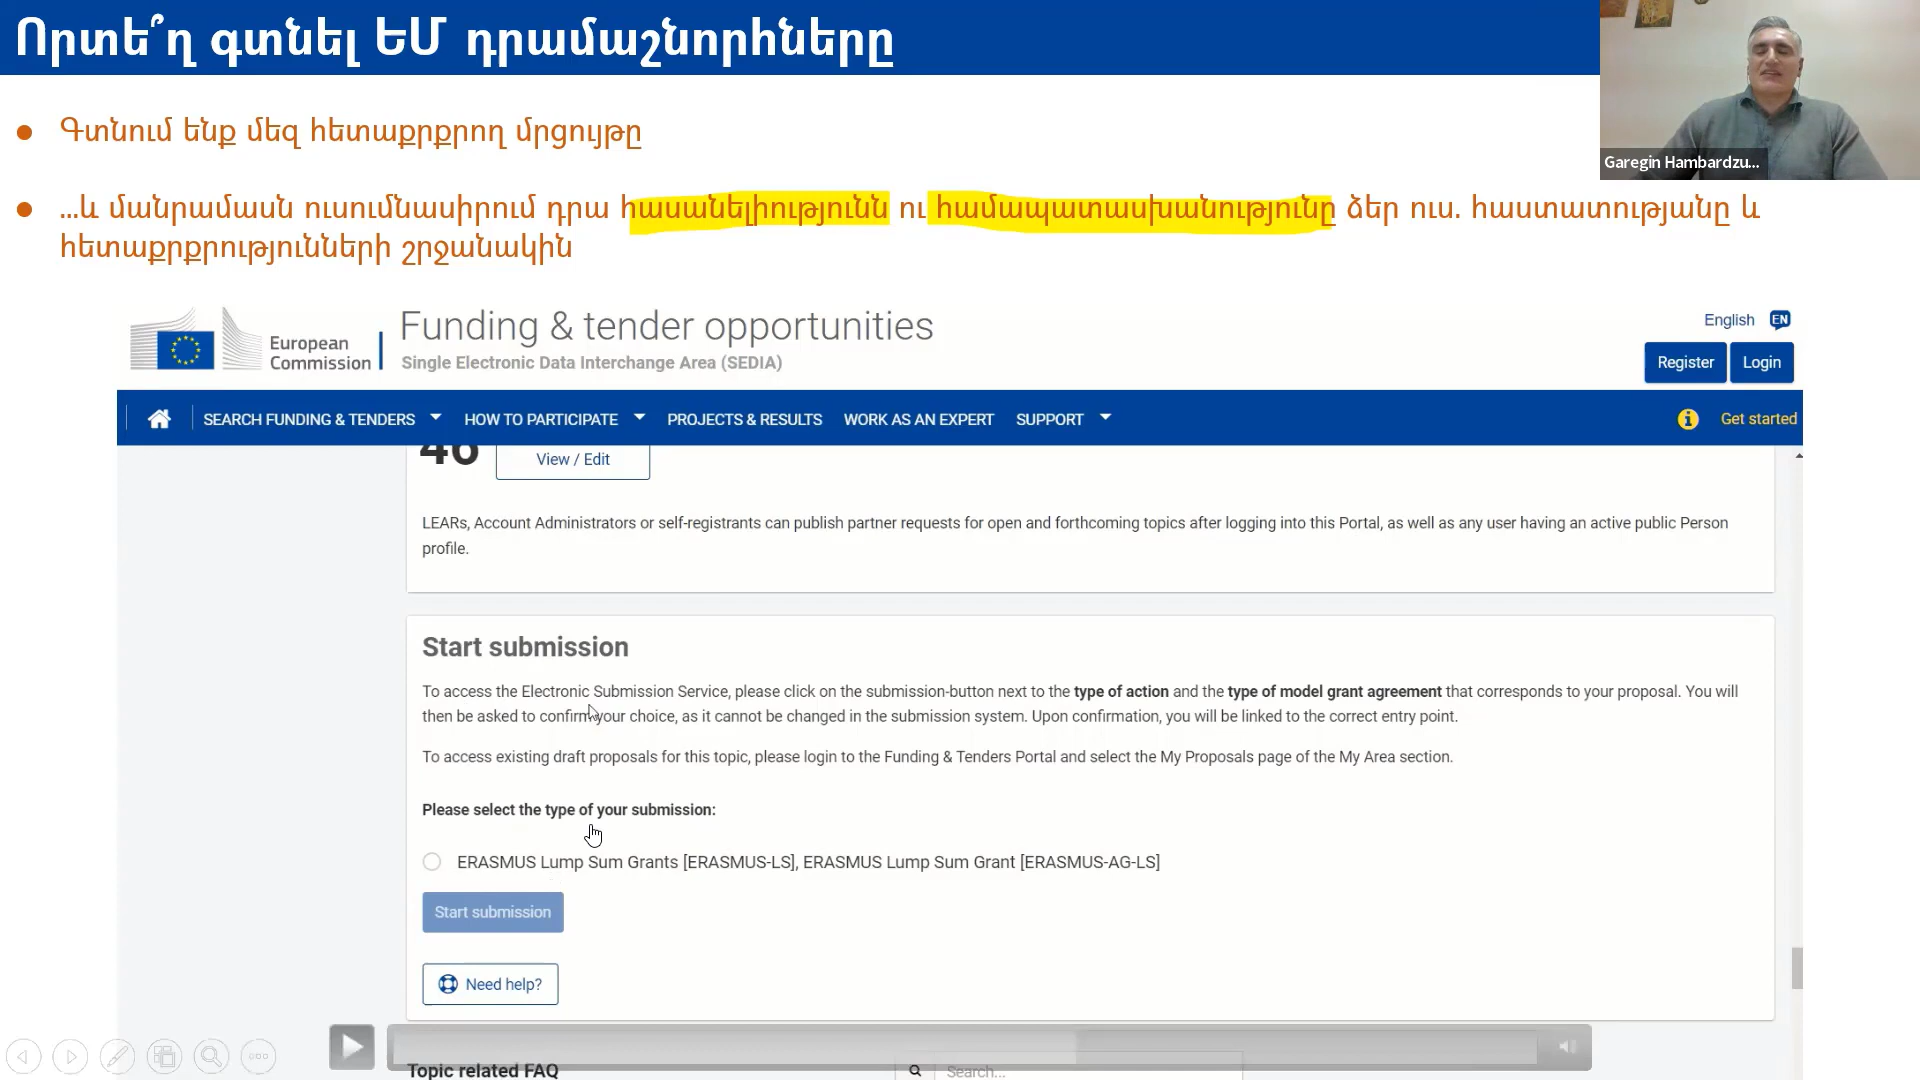 Որտե՞ղ գտնել ԵՄ դրամաշնորհները
Garegin Hambardzu...
● Գտնում ենք մեզ հետաքրքրող մրցույթը
● ...և մանրամասն ուսումնասիրում դրա հասանելիությունն ու համապատասխանությունը ձեր ուս. հաստատությանը և
հետաքրքրությունների շրջանակին
European
Commission
Funding & tender opportunities
Single Electronic Data Interchange Area (SEDIA)
English EN
Register Login
SEARCH FUNDING & TENDERS HOW TO PARTICIPATE PROJECTS & RESULTS WORK AS AN EXPERT SUPPORT Get started
46 View / Edit
LEARs, Account Administrators or self-registrants can publish partner requests for open and forthcoming topics after logging into this Portal, as well as any user having an active public Person
profile.
Start submission
To access the Electronic Submission Service, please click on the submission-button next to the type of action and the type of model grant agreement that corresponds to your proposal. You will
then be asked to confirm your choice, as it cannot be changed in the submission system. Upon confirmation, you will be linked to the correct entry point.
To access existing draft proposals for this topic, please login to the Funding & Tenders Portal and select the My Proposals page of the My Area section.
Please select the type of your submission:
ERASMUS Lump Sum Grants [ERASMUS-LS], ERASMUS Lump Sum Grant [ERASMUS-AG-LS]
Start submission
Need help?
Topic related FAQ Search...